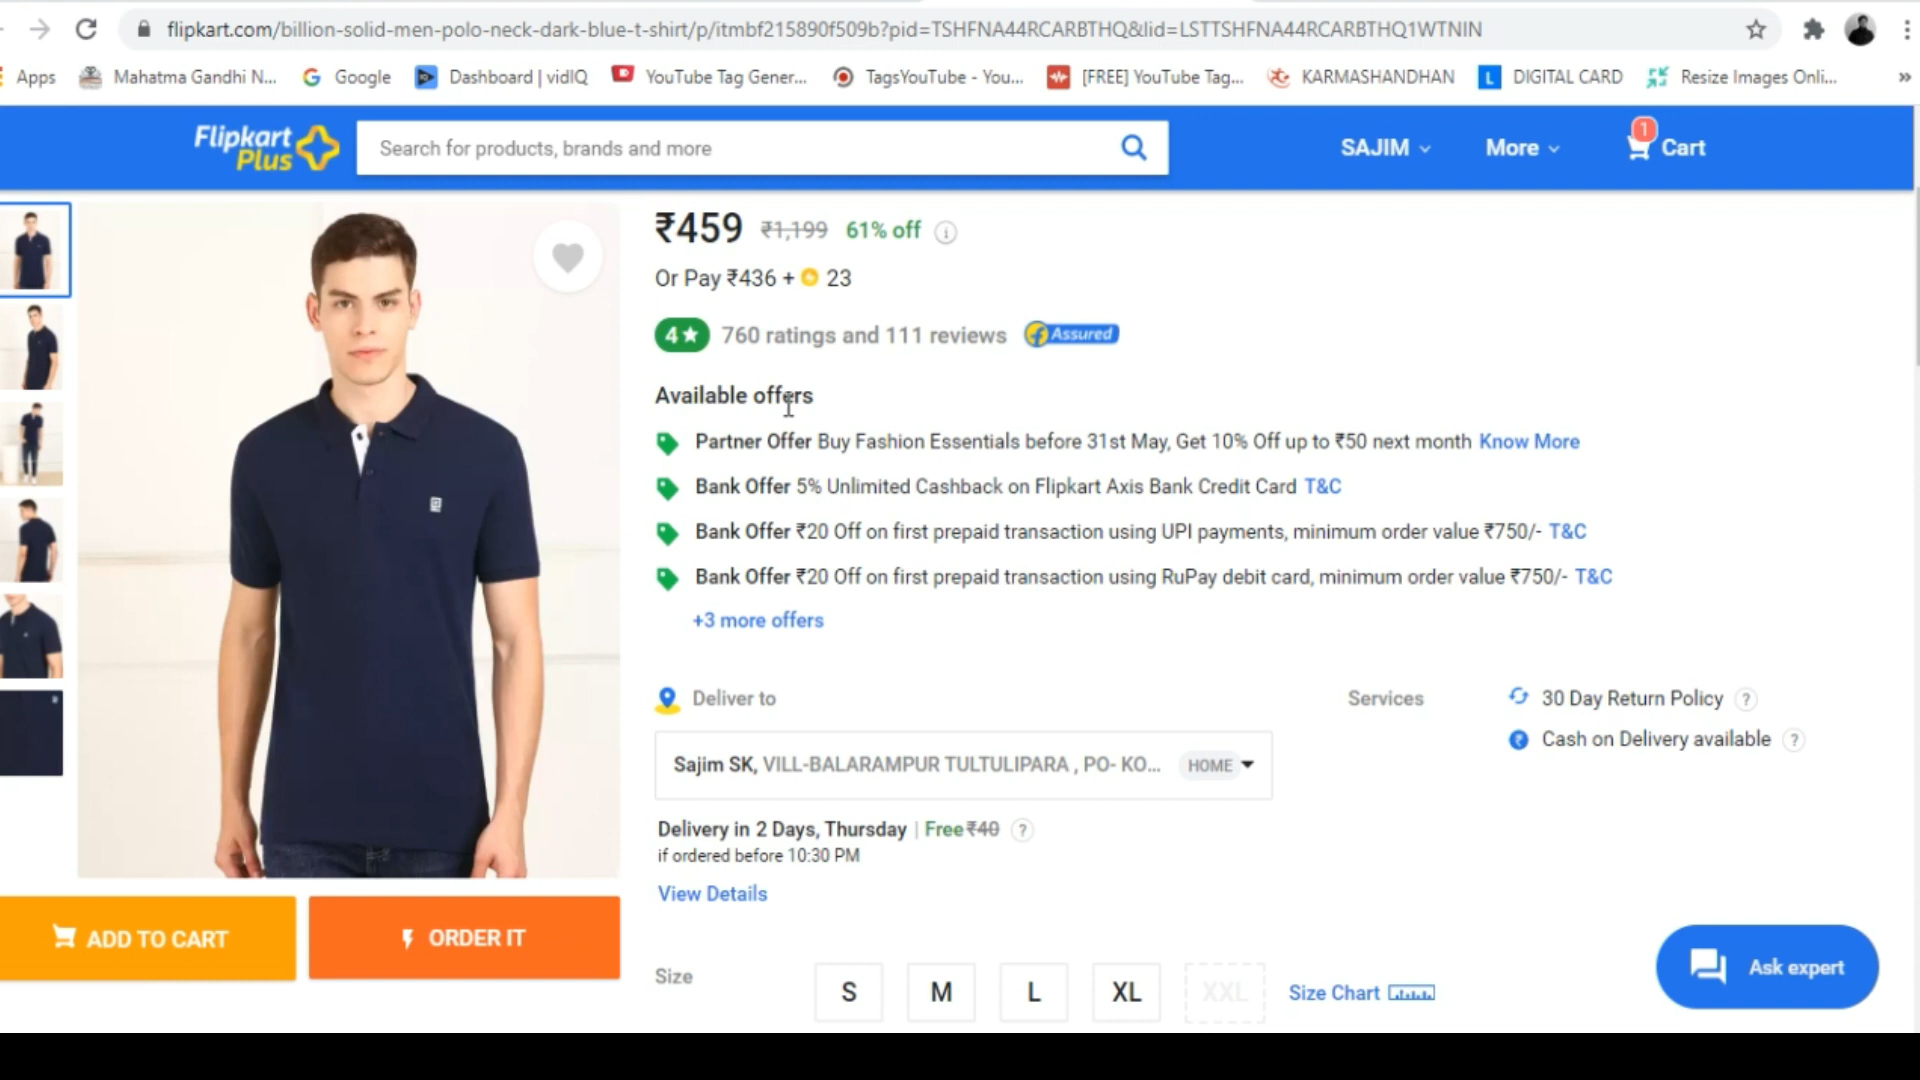 flipkart.com/billion-solid-men-polo-neck-dark-blue-t-shirt/p/itmbf215890f509b?pid=TSHFNA44RCARBTHQ&lid=LSTTSHFNA44RCARBTHQ1WTNIN
Apps Mahatma Gandhi N... Google Dashboard | vidIQ YouTube Tag Gener... TagsYouTube - You... [FREE] YouTube Tag... KARMASHANDHAN DIGITAL CARD Resize Images Onli... »
Flipkart Plus Search for products, brands and more SAJIM More 1 Cart
₹459 ₹1,199 61% off
Or Pay ₹436 + 23
4★ 760 ratings and 111 reviews Assured
Available offers
Partner Offer Buy Fashion Essentials before 31st May, Get 10% Off up to ₹50 next month Know More
Bank Offer 5% Unlimited Cashback on Flipkart Axis Bank Credit Card T&C
Bank Offer ₹20 Off on first prepaid transaction using UPI payments, minimum order value ₹750/- T&C
Bank Offer ₹20 Off on first prepaid transaction using RuPay debit card, minimum order value ₹750/- T&C
+3 more offers
Deliver to Services 30 Day Return Policy ?
Cash on Delivery available ?
Sajim SK, VILL-BALARAMPUR TULTULIPARA , PO- KO... HOME
Delivery in 2 Days, Thursday | Free ₹40 ?
if ordered before 10:30 PM
View Details
ADD TO CART ORDER IT
Size S M L XL XXL Size Chart
Ask expert